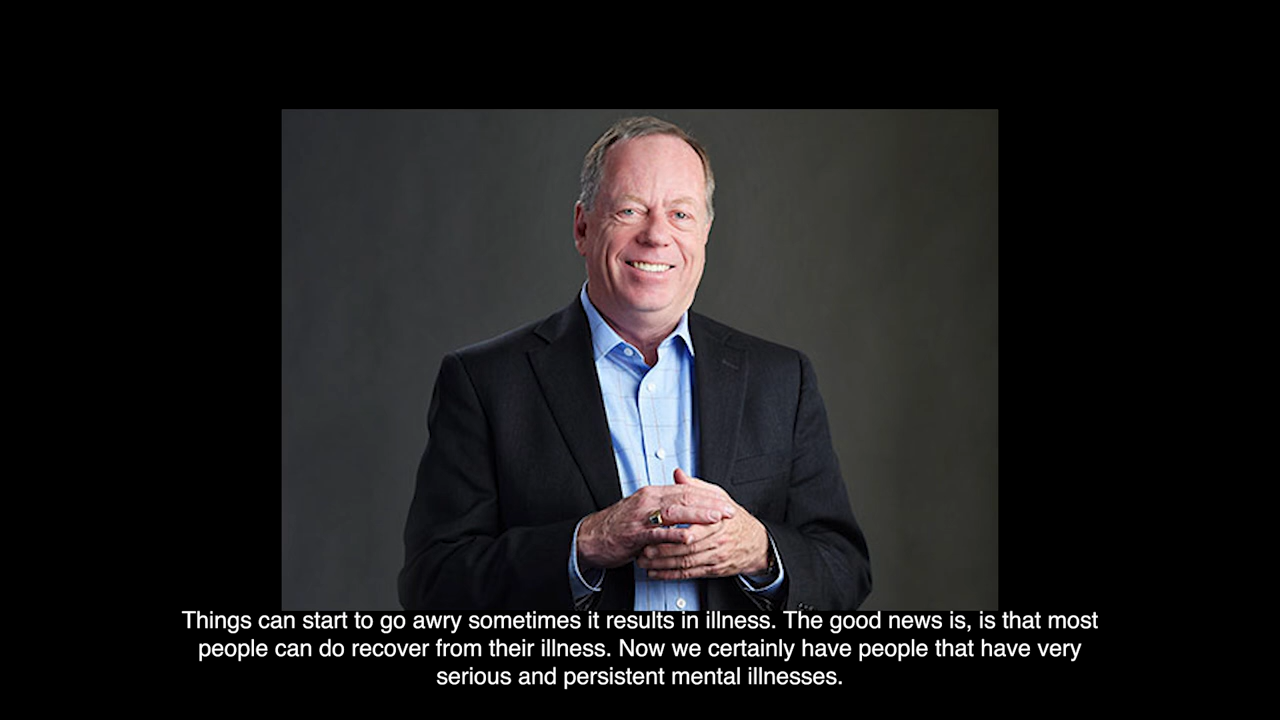 Things can start to go awry sometimes it results in illness. The good news is, is that most
people can do recover from their illness. Now we certainly have people that have very
serious and persistent mental illnesses.